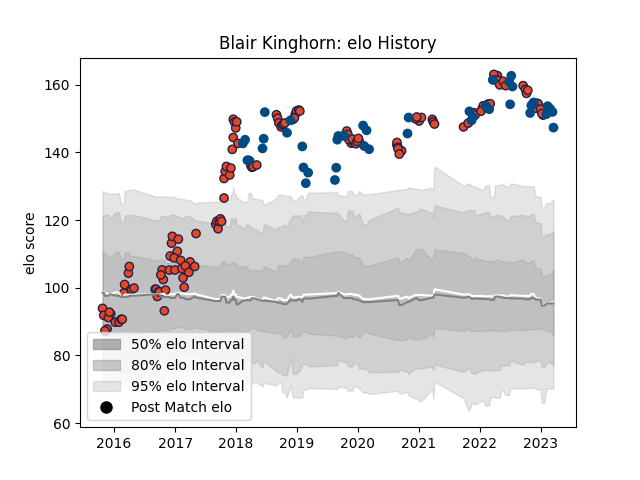 Blair Kinghorn: elo History
elo score
160
140
120
100
80
60
50% elo Interval
80% elo Interval
95% elo Interval
Post Match elo
2016 2017 2018 2019 2020 2021 2022 2023